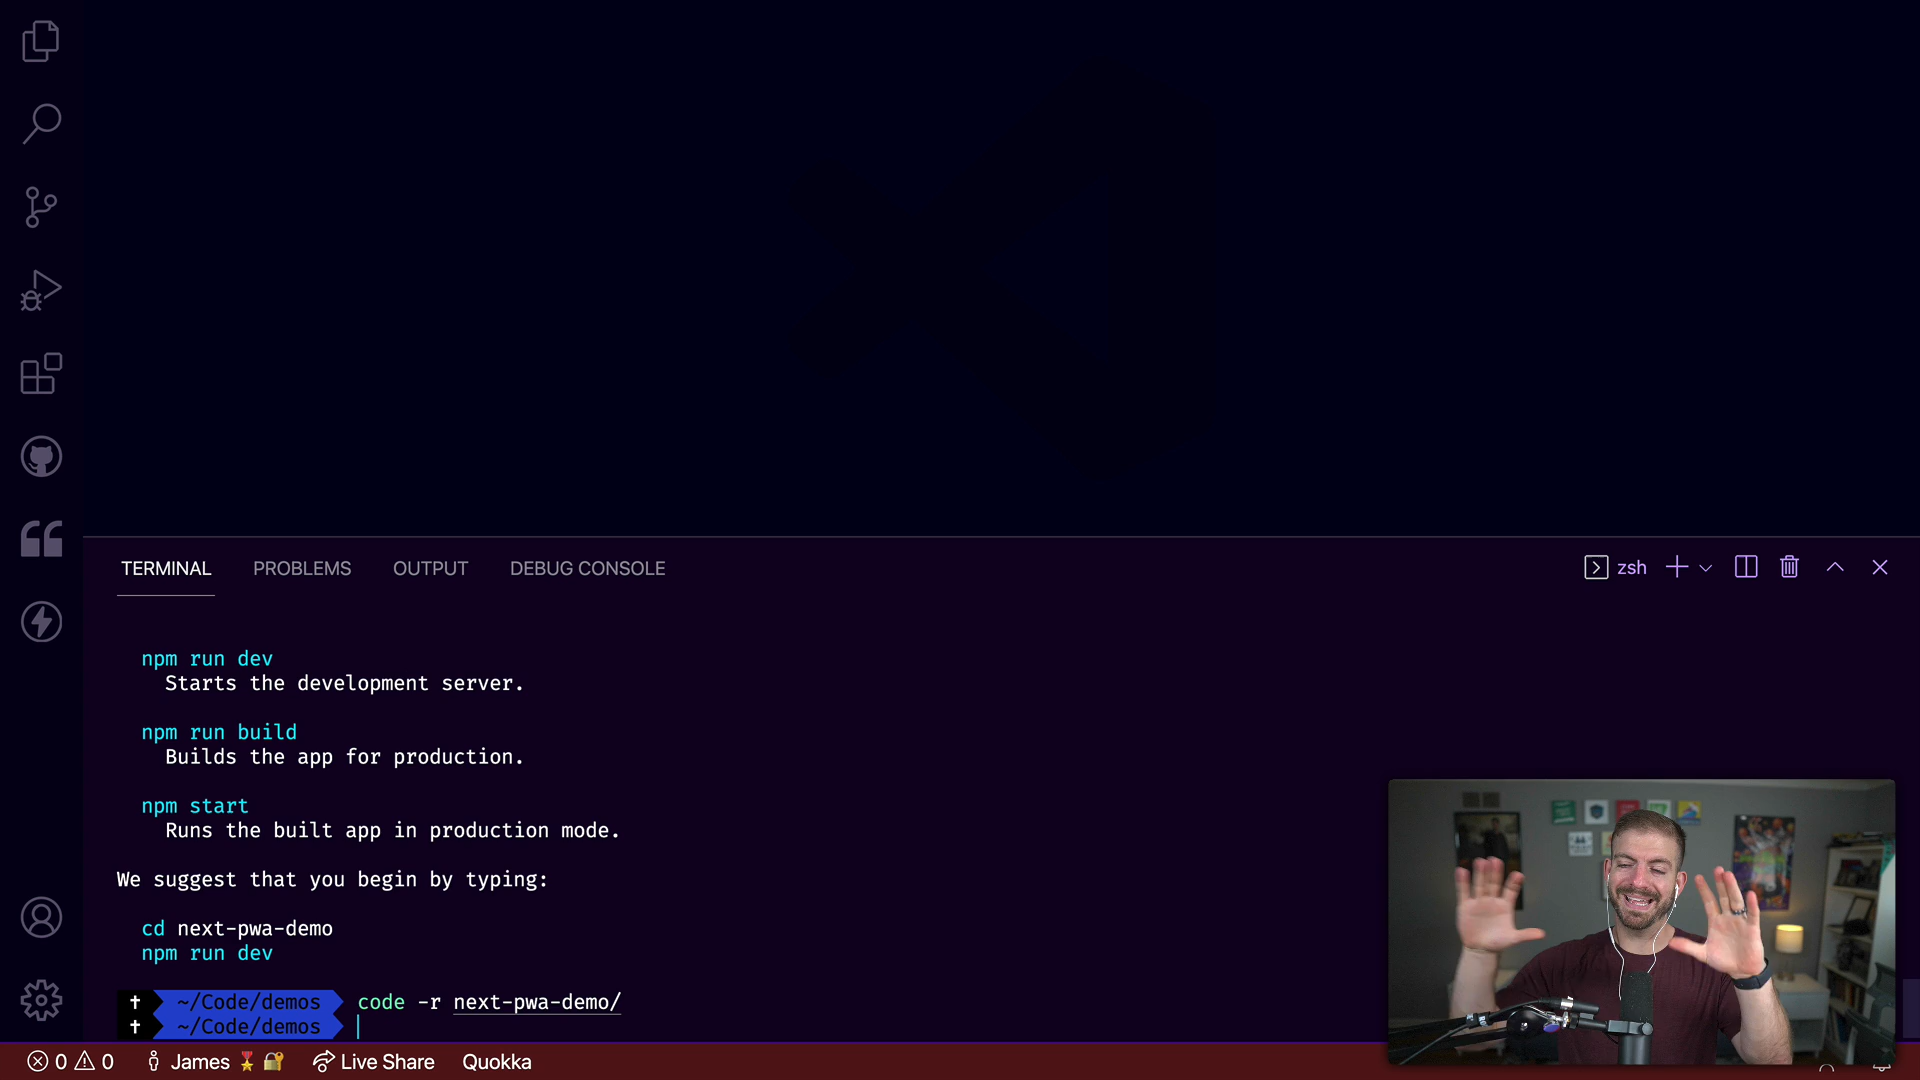 TERMINAL PROBLEMS OUTPUT DEBUG CONSOLE zsh
npm run dev
Starts the development server.
npm run build
Builds the app for production.
npm start
Runs the built app in production mode.
We suggest that you begin by typing:
cd next-pwa-demo
npm run dev
~/Code/demos code -r next-pwa-demo/
~/Code/demos
0 0 James Live Share Quokka